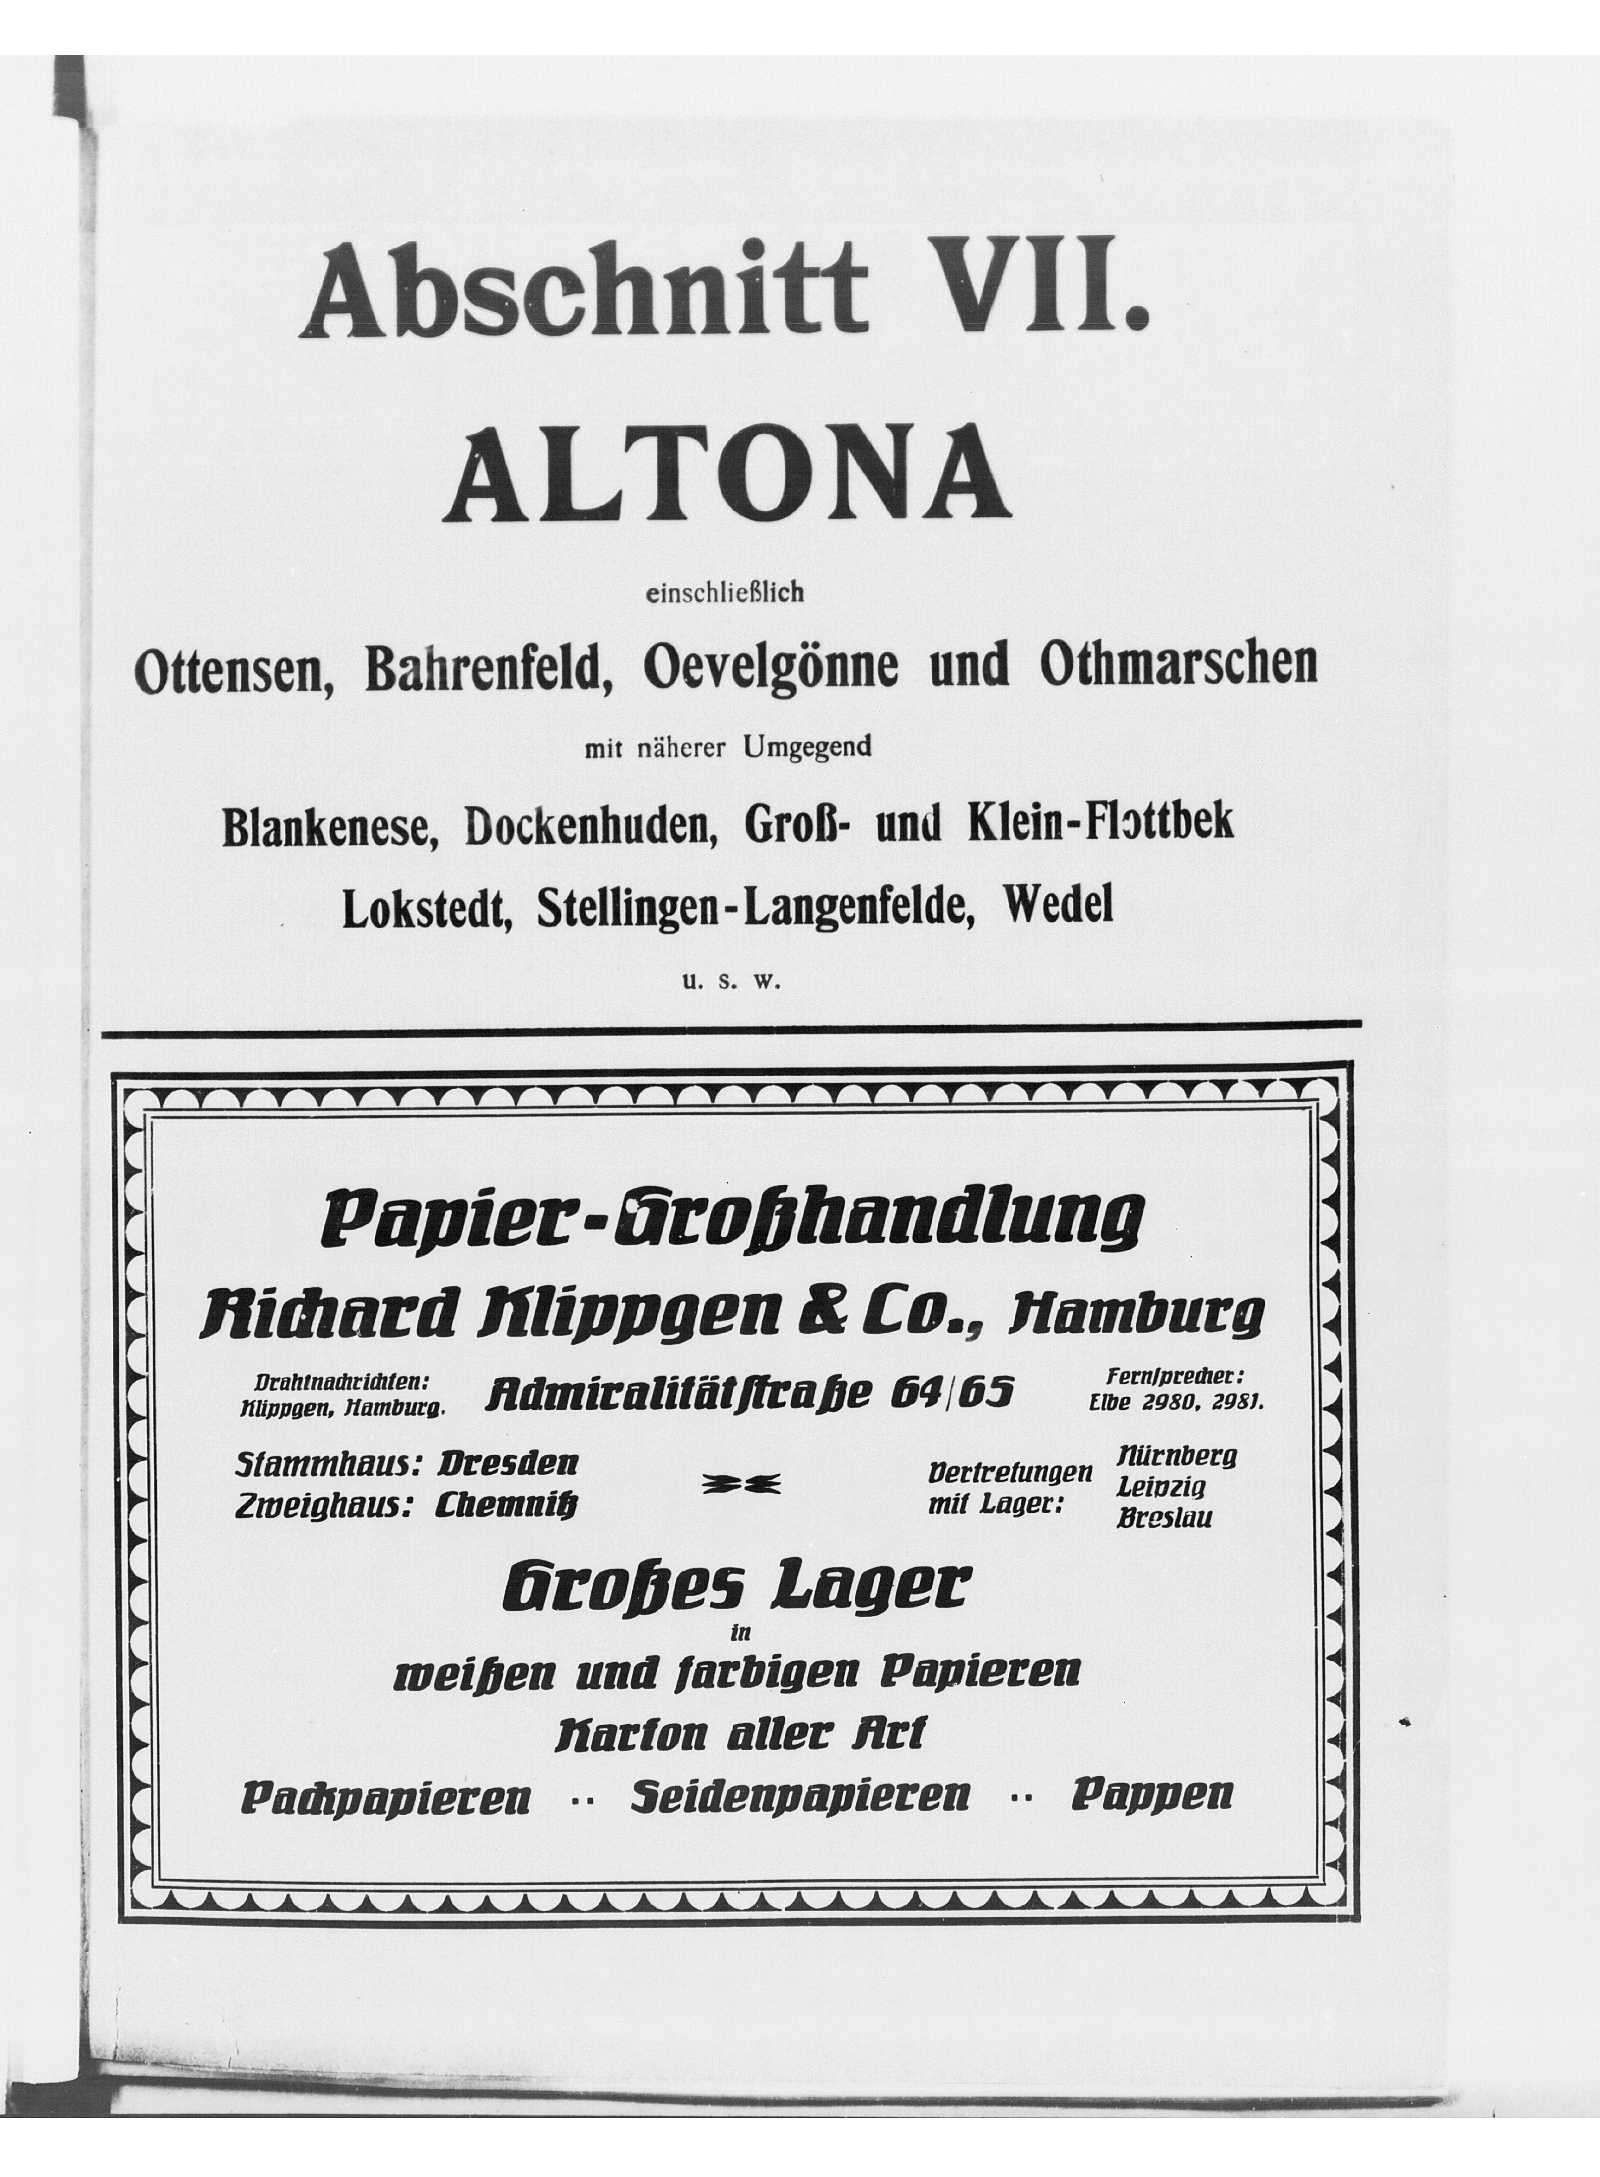 Abschnitt VII.
ALTONA
einschließlich
Ottensen, Bahrenfeld, Oevelgönne und Othmarschen
mit näherer Umgegend
Blankenese, Dockenhuden, Groß- und Klein-Flottbek
Lokstedt, Stellingen-Langenfelde, Wedel
u. s. w.
Papier-Großhandlung
Richard Klippgen & Co., Hamburg
Drahtnachrichten:
Klippgen, Hamburg.
Admiralitätſtraße 64/65
Fernſprecher:
Elbe 2980, 2981.
Stammhaus: Dresden
Zweighaus: Chemnitz
Vertretungen
mit Lager:
Nürnberg
Leipzig
Breslau
Großes Lager
in
weißen und farbigen Papieren
Karton aller Art
Packpapieren ·· Seidenpapieren ·· Pappen